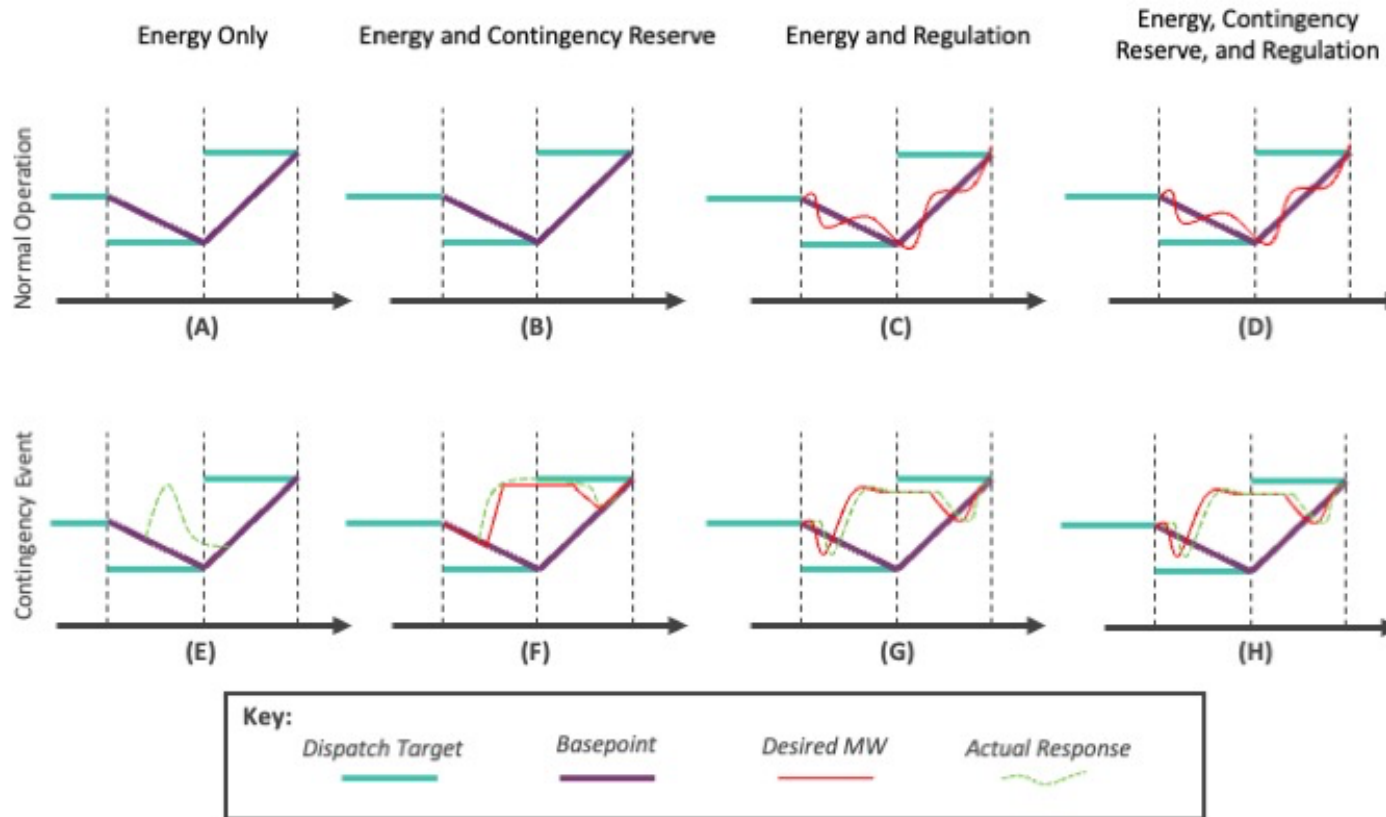 Energy Only
Energy and Contingency Reserve
Energy and Regulation
Energy, Contingency
Reserve, and Regulation
Normal Operation
(A)
(B)
(C)
(D)
Contingency Event
(E)
(F)
(G)
(H)
Key:
Dispatch Target
Basepoint
Desired MW
Actual Response